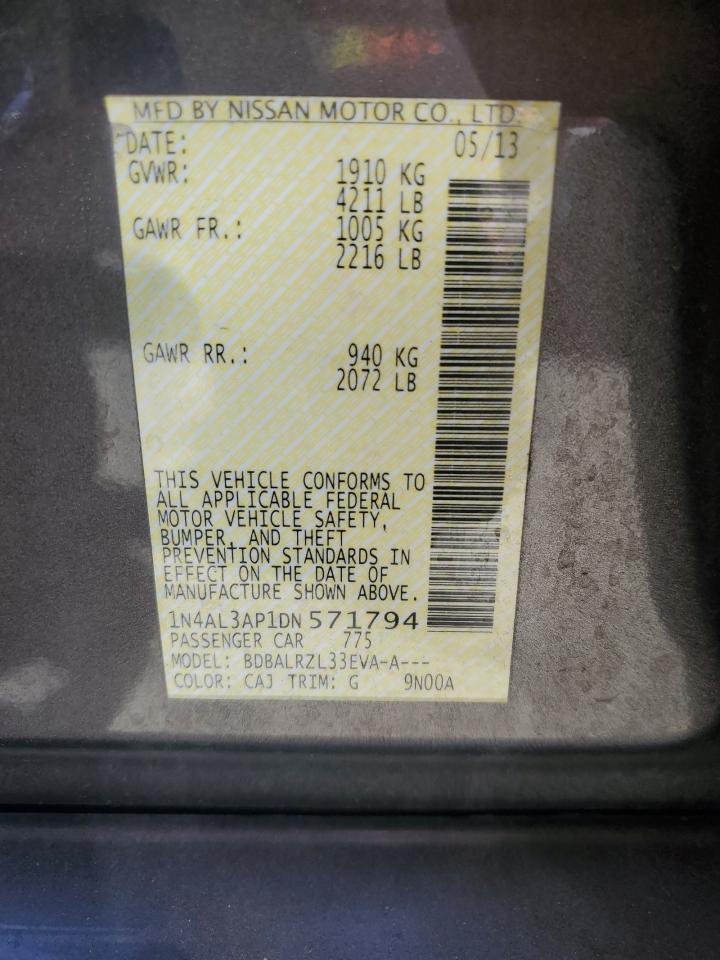 MFD BY NISSAN MOTOR CO., LTD.
DATE: 05/13
GVWR: 1910 KG
4211 LB
GAWR FR.: 1005 KG
2216 LB
GAWR RR.: 940 KG
2072 LB
THIS VEHICLE CONFORMS TO
ALL APPLICABLE FEDERAL
MOTOR VEHICLE SAFETY,
BUMPER, AND THEFT
PREVENTION STANDARDS IN
EFFECT ON THE DATE OF
MANUFACTURE SHOWN ABOVE.
1N4AL3AP1DN 571794
PASSENGER CAR 775
MODEL: BDBALRZL33EVA-A---
COLOR: CAJ TRIM: G 9N00A